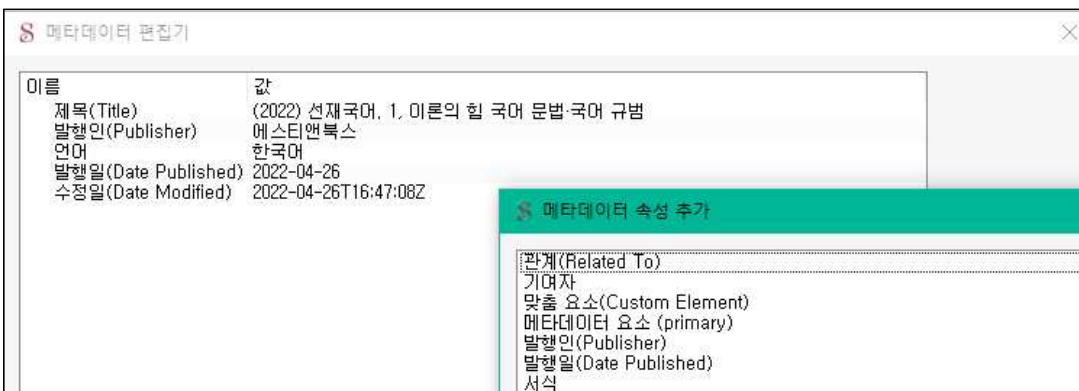 메타데이터 편집기
이름 값
제목(Title) (2022) 선재국어, 1, 이론의 힘 국어 문법·국어 규범
발행인(Publisher) 에스티앤북스
언어 한국어
발행일(Date Published) 2022-04-26
수정일(Date Modified) 2022-04-26T16:47:08Z
메타데이터 속성 추가
관계(Related To)
기여자
맞춤 요소(Custom Element)
메타데이터 요소 (primary)
발행인(Publisher)
발행일(Date Published)
서식